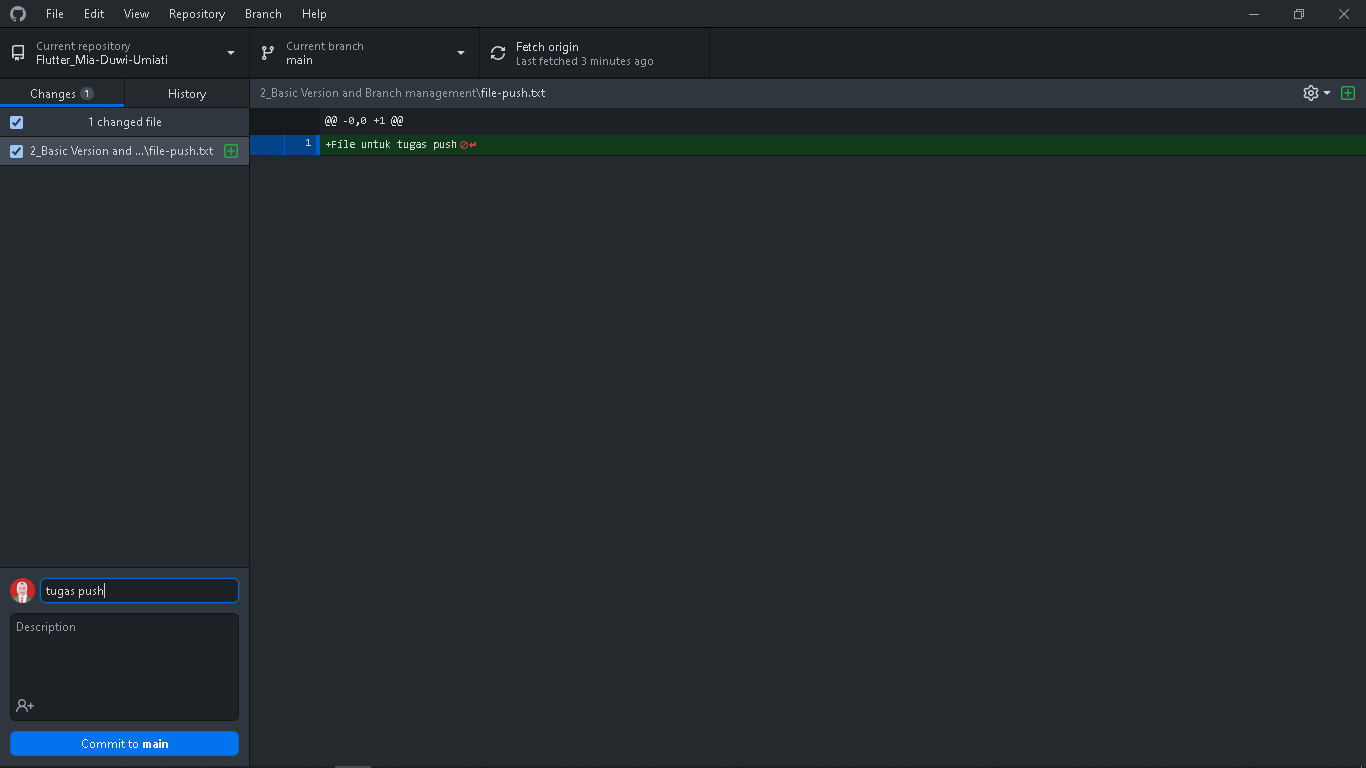 File Edit View Repository Branch Help
Current repository
Flutter_Mia-Duwi-Umiati
Current branch
main
Fetch origin
Last fetched 3 minutes ago
Changes 1
History
2_Basic Version and Branch management\file-push.txt
1 changed file
@@ -0,0 +1 @@
2_Basic Version and ...\file-push.txt
1 +File untuk tugas push
tugas push
Description
Commit to main